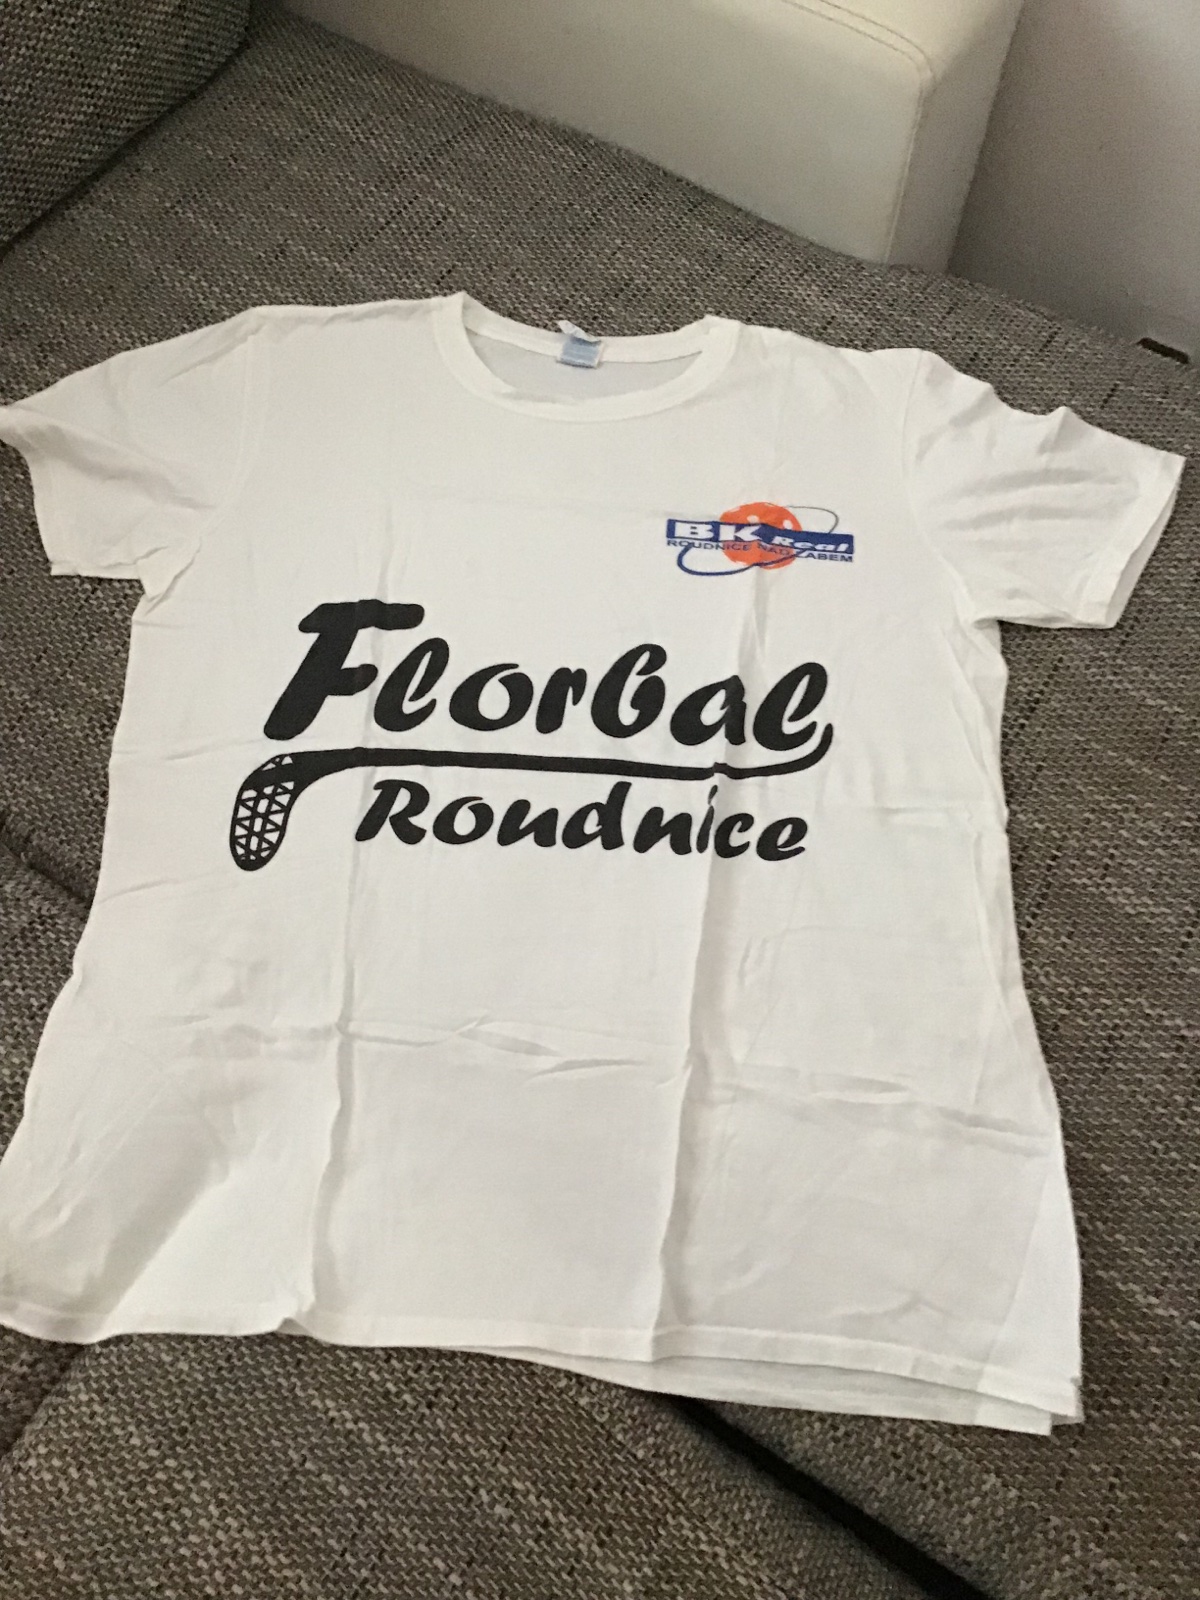 BK Real
ROUDNICE NAD LABEM
Florbal
Roudnice